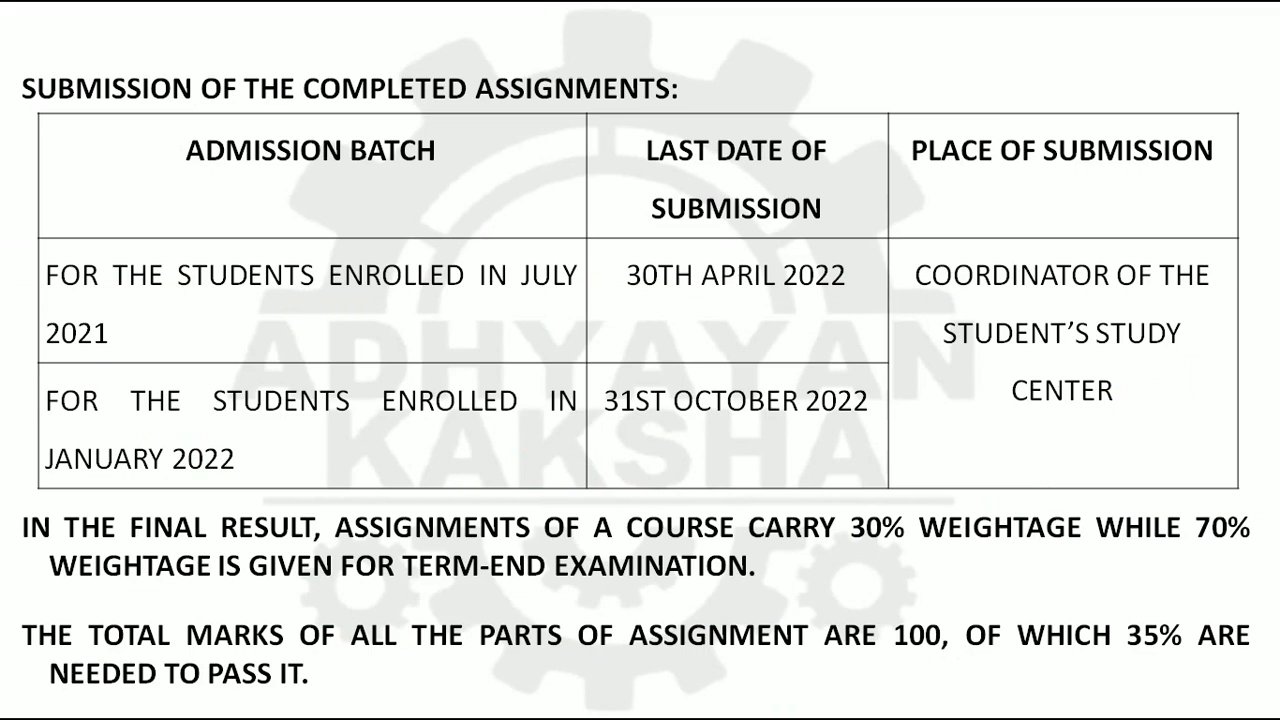 SUBMISSION OF THE COMPLETED ASSIGNMENTS:
ADMISSION BATCH
LAST DATE OF
SUBMISSION
PLACE OF SUBMISSION
FOR THE STUDENTS ENROLLED IN JULY
2021
30TH APRIL 2022
COORDINATOR OF THE
STUDENT’S STUDY
CENTER
FOR THE STUDENTS ENROLLED IN
JANUARY 2022
31ST OCTOBER 2022
ADHYAYAN
KAKSHA
IN THE FINAL RESULT, ASSIGNMENTS OF A COURSE CARRY 30% WEIGHTAGE WHILE 70%
WEIGHTAGE IS GIVEN FOR TERM-END EXAMINATION.
THE TOTAL MARKS OF ALL THE PARTS OF ASSIGNMENT ARE 100, OF WHICH 35% ARE
NEEDED TO PASS IT.